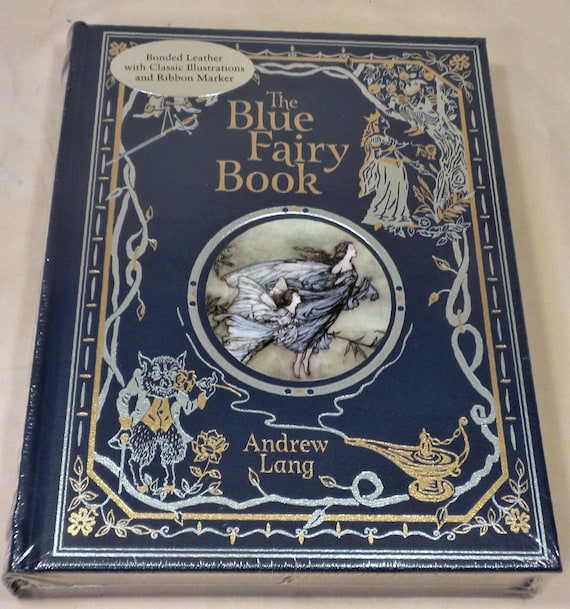 Bonded Leather
with Classic Illustrations
and Ribbon Marker
The
Blue
Fairy
Book
Andrew
Lang